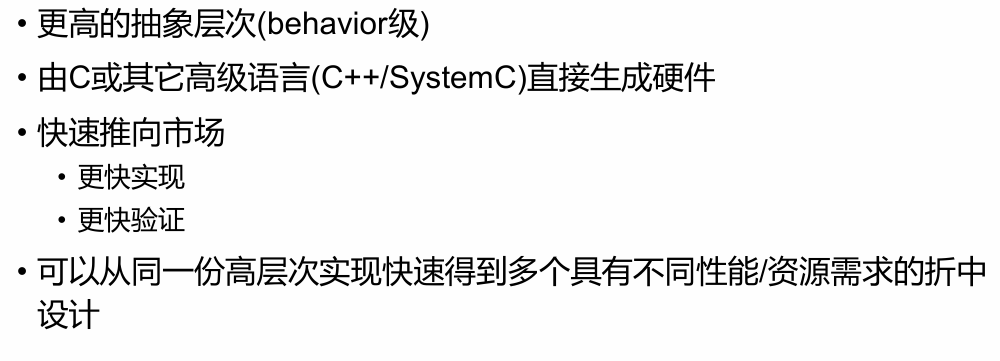 • 更高的抽象层次(behavior级)
• 由C或其它高级语言(C++/SystemC)直接生成硬件
• 快速推向市场
• 更快实现
• 更快验证
• 可以从同一份高层次实现快速得到多个具有不同性能/资源需求的折中
设计